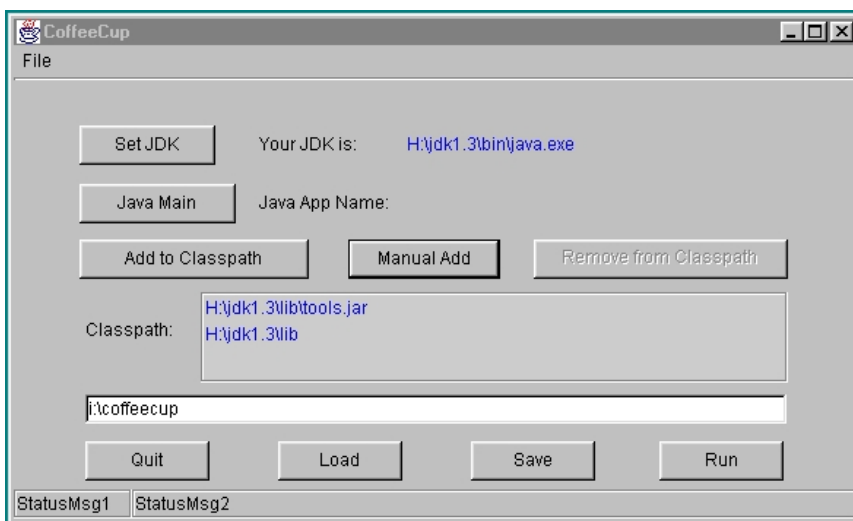 CoffeeCup
File
Set JDK Your JDK is: H:\jdk1.3\bin\java.exe
Java Main Java App Name:
Add to Classpath Manual Add Remove from Classpath
H:\jdk1.3\lib\tools.jar
Classpath:
H:\jdk1.3\lib
i:\coffeecup
Quit Load Save Run
StatusMsg1 StatusMsg2